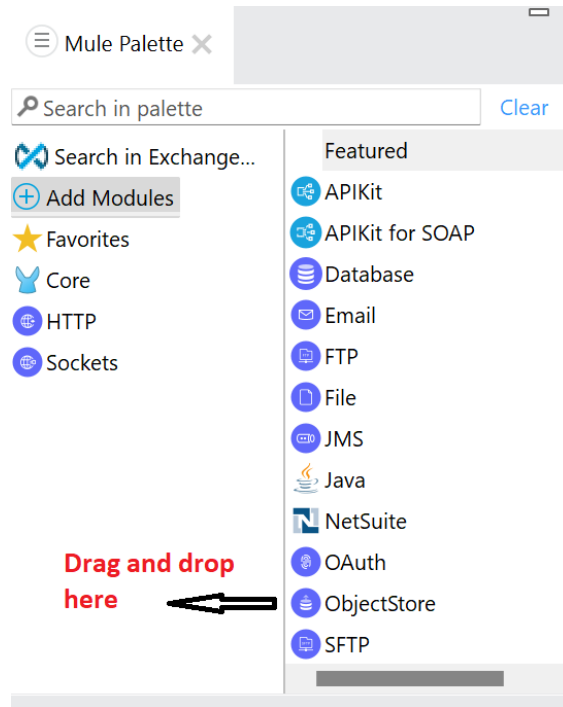 Mule Palette
Search in palette
Clear
Search in Exchange...
Add Modules
Favorites
Core
HTTP
Sockets
Drag and drop
here
Featured
APIKit
APIKit for SOAP
Database
Email
FTP
File
JMS
Java
NetSuite
OAuth
ObjectStore
SFTP